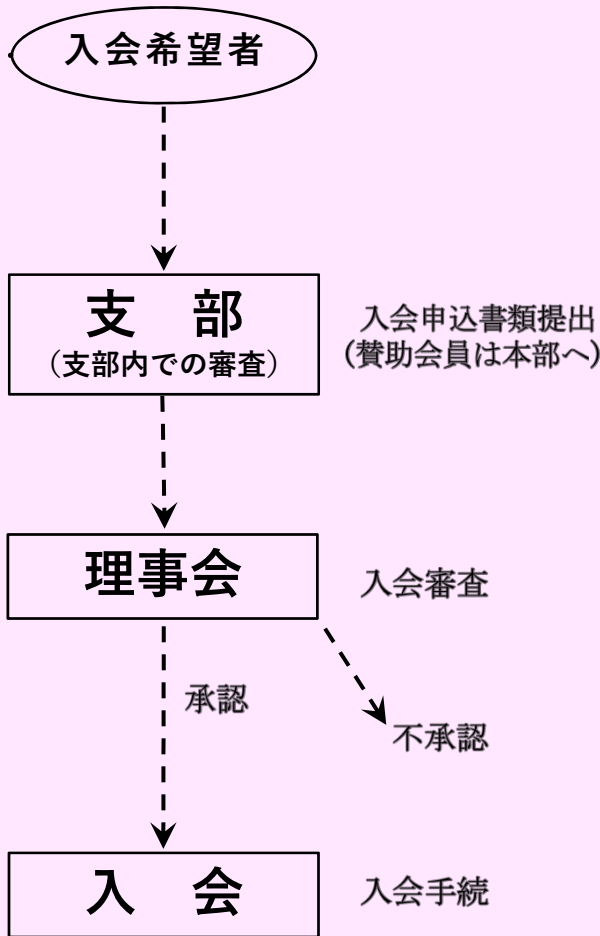 入会希望者
支　部
（支部内での審査）
入会申込書類提出
（賛助会員は本部へ）
理事会
入会審査
承認
不承認
入　会
入会手続